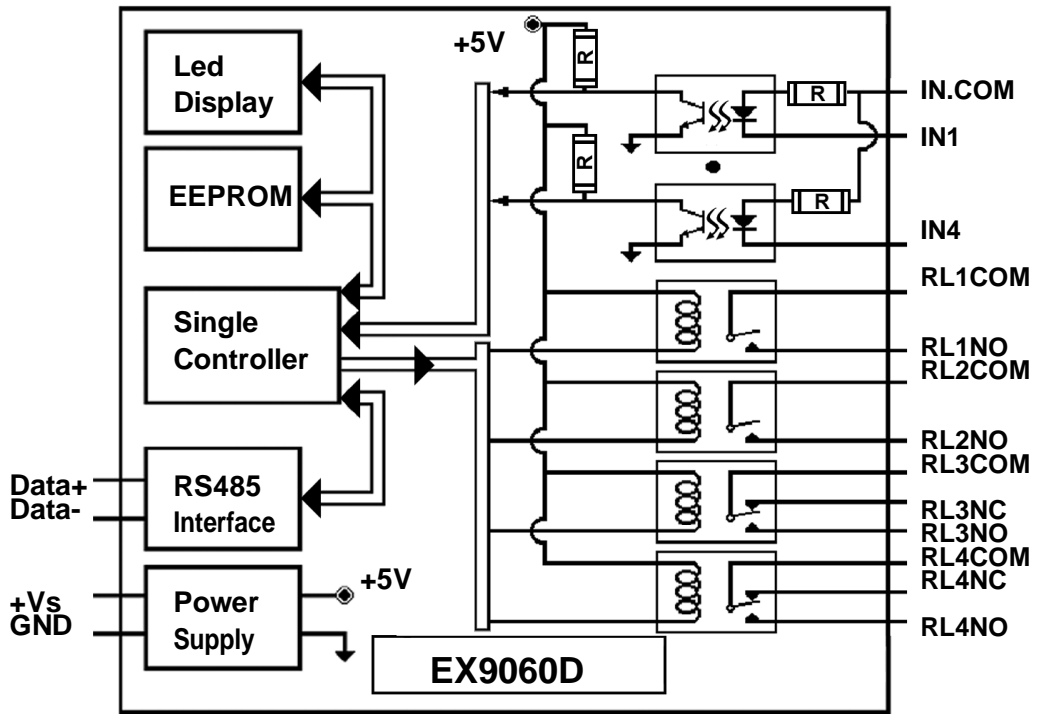 +5V
Led
Display
R
R
IN.COM
IN1
EEPROM
R
R
IN4
RL1COM
Single
Controller
RL1NO
RL2COM
RL2NO
RL3COM
Data+
Data-
RS485
Interface
RL3NC
RL3NO
RL4COM
RL4NC
RL4NO
+Vs
GND
Power
Supply
+5V
EX9060D